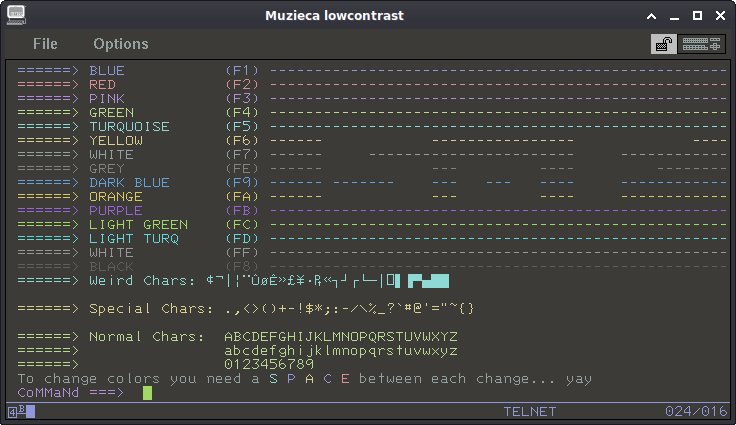 Muzieca lowcontrast
File Options
======> BLUE (F1) ----------------------------------------------------
======> RED (F2) ----------------------------------------------------
======> PINK (F3) ----------------------------------------------------
======> GREEN (F4) ----------------------------------------------------
======> TURQUOISE (F5) ----------------------------------------------------
======> YELLOW (F6) ------ ---------------- ----
======> WHITE (F7) ------ ----------------------- ------------
======> GREY (FE) ------ --- ---- ------------
======> DARK BLUE (F9) ------ ------- --- --- --- ------------
======> ORANGE (FA) ------ --- ---- ------------
======> PURPLE (FB) ----------------------------------------------------
======> LIGHT GREEN (FC) ----------------------------------------------------
======> LIGHT TURQ (FD) ----------------------------------------------------
======> WHITE (FF) ----------------------------------------------------
======> BLACK (F8) ----------------------------------------------------
======> Weird Chars: ¢¬|¦¨ÛøÊ»£¥·₧«┐┘┌└─│
======> Special Chars: .,<>()+-!$*;:-/\%_?`#@'="~{}
======> Normal Chars: ABCDEFGHIJKLMNOPQRSTUVWXYZ
======> abcdefghijklmnopqrstuvwxyz
======> 0123456789
To change colors you need a S P A C E between each change... yay
CoMMaNd ===>
4 B TELNET 024/016